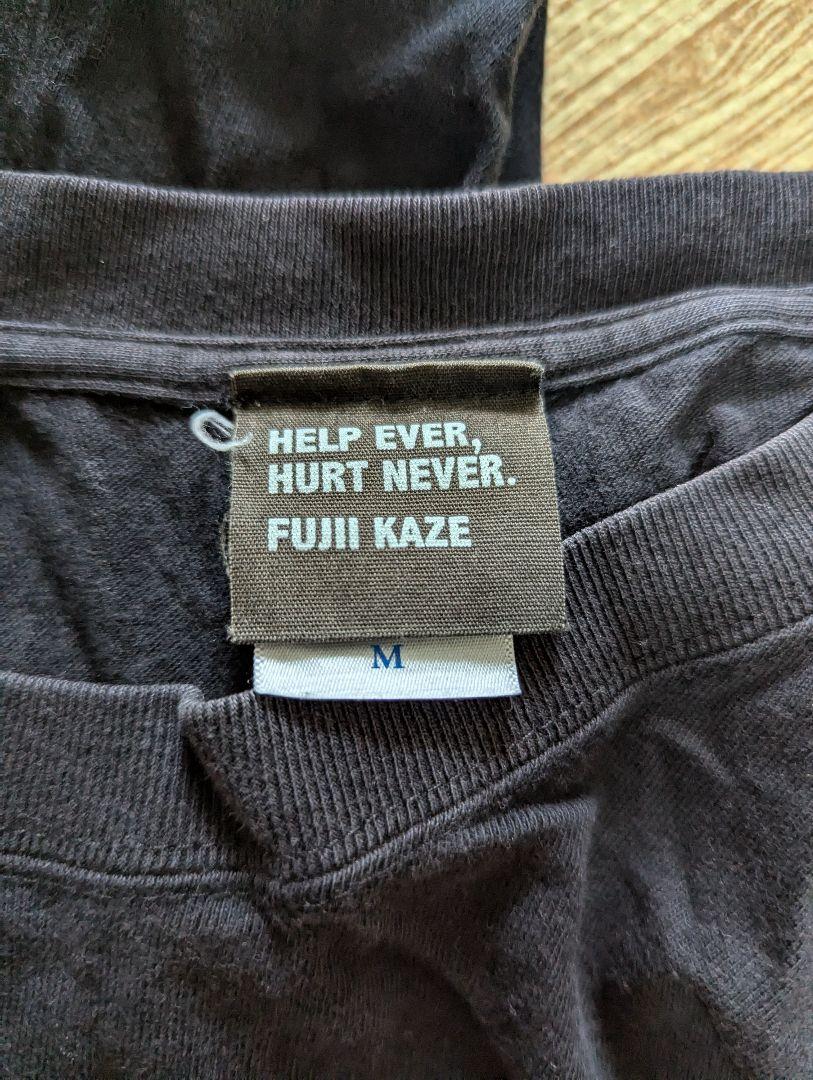 HELP EVER,
HURT NEVER.
FUJII KAZE
M